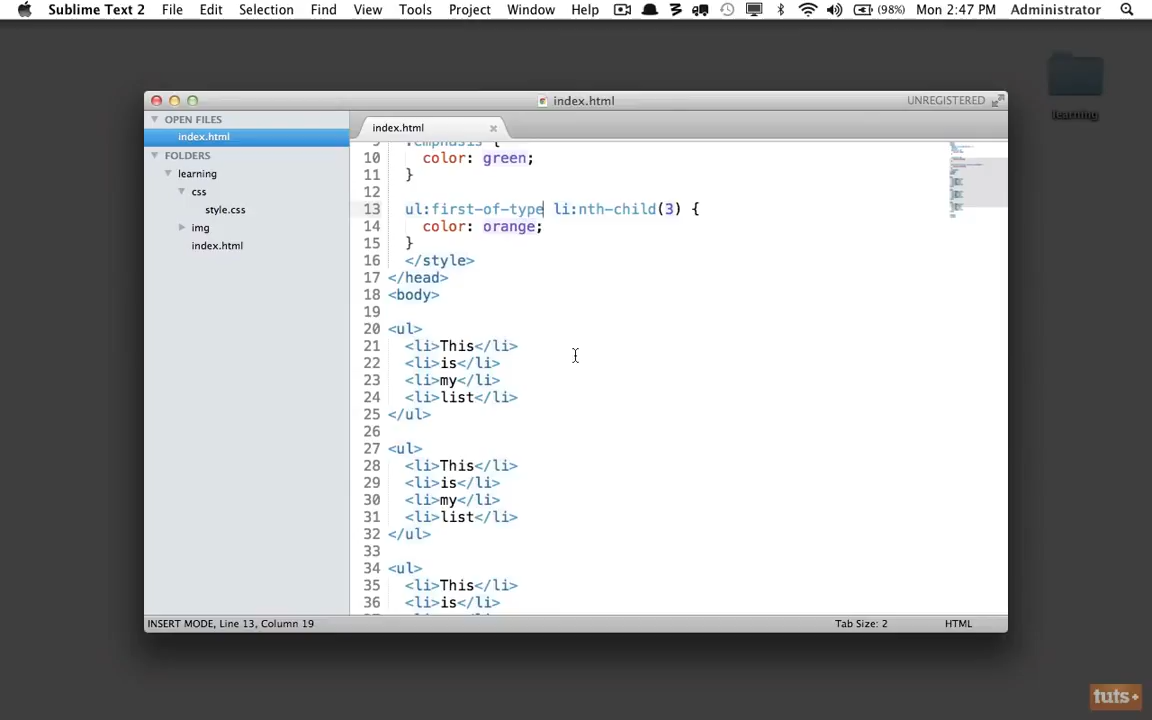 Sublime Text 2 File Edit Selection Find View Tools Project Window Help (98%) Mon 2:47 PM Administrator
learning
index.html UNREGISTERED
OPEN FILES
index.html
FOLDERS
learning
css
style.css
img
index.html
index.html
9 .emphasis {
10 color: green;
11 }
12
13 ul:first-of-type li:nth-child(3) {
14 color: orange;
15 }
16 </style>
17 </head>
18 <body>
19
20 <ul>
21 <li>This</li>
22 <li>is</li>
23 <li>my</li>
24 <li>list</li>
25 </ul>
26
27 <ul>
28 <li>This</li>
29 <li>is</li>
30 <li>my</li>
31 <li>list</li>
32 </ul>
33
34 <ul>
35 <li>This</li>
36 <li>is</li>
INSERT MODE, Line 13, Column 19 Tab Size: 2 HTML
tuts+